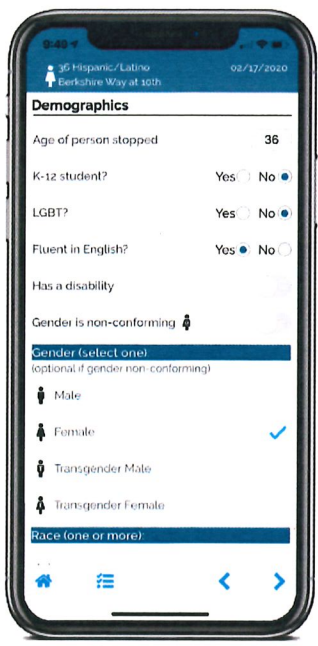 9:49
36 Hispanic/Latino 02/17/2020
Berkshire Way at 10th
Demographics
Age of person stopped 36
K-12 student? Yes No
LGBT? Yes No
Fluent in English? Yes No
Has a disability
Gender is non-conforming
Gender (select one)
(optional if gender non-conforming)
Male
Female
Transgender Male
Transgender Female
Race (one or more):